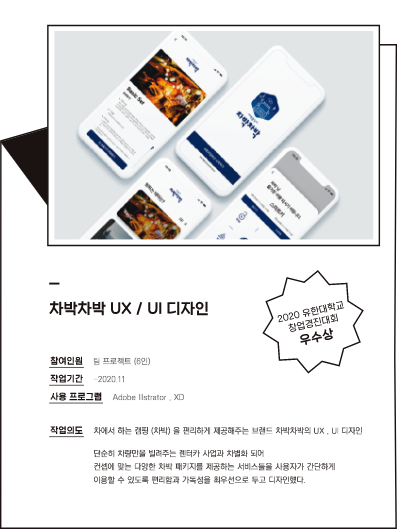 Basic Set
차박차박
차박차박 UX / UI 디자인
2020 유한대학교
창업경진대회
우수상
참여인원 팀 프로젝트 (6인)
작업기간 -2020.11
사용 프로그램 Adobe Illstrator , XD
작업의도 차에서 하는 캠핑 (차박) 을 편리하게 제공해주는 브랜드 차박차박의 UX , UI 디자인
단순히 차량만을 빌려주는 렌터카 사업과 차별화 되어
컨셉에 맞는 다양한 차박 패키지를 제공하는 서비스들을 사용자가 간단하게
이용할 수 있도록 편리함과 가독성을 최우선으로 두고 디자인했다.